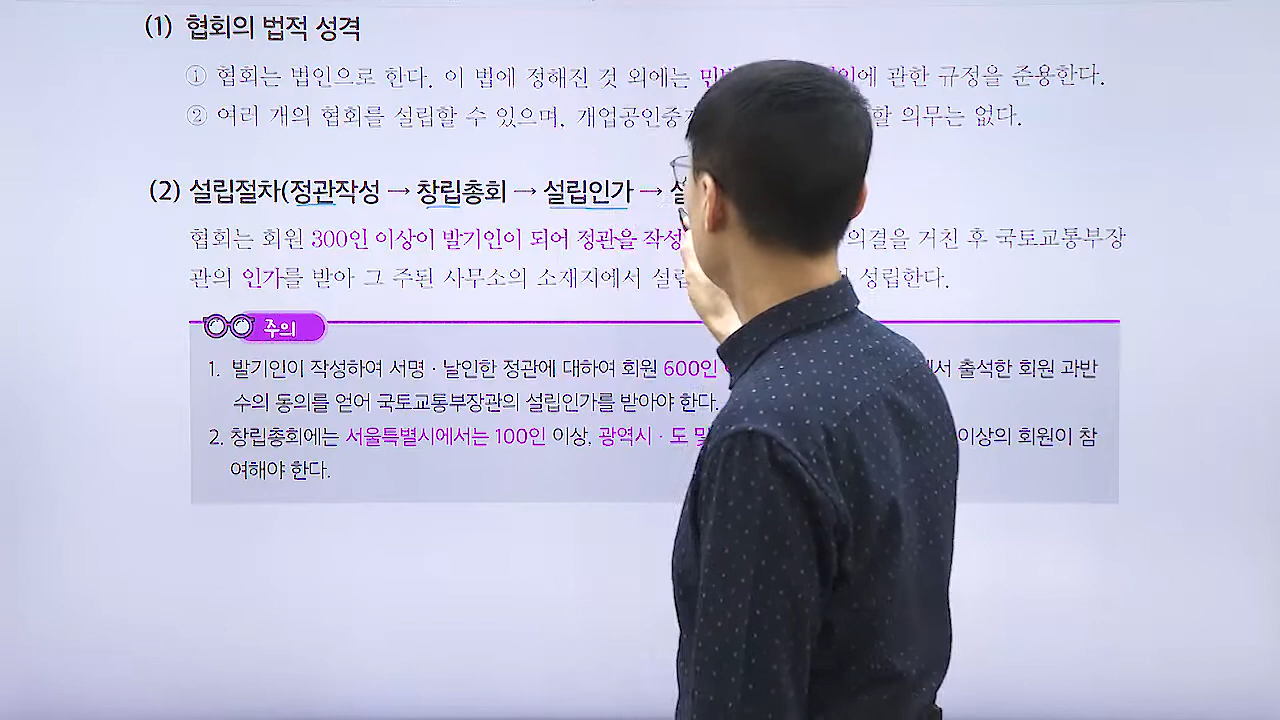 (1) 협회의 법적 성격
① 협회는 법인으로 한다. 이 법에 정해진 것 외에는 에 관한 규정을 준용한다.
② 여러 개의 협회를 설립할 수 있으며, 의무는 없다.
(2) 설립절차(정관작성 → 창립총회 → 설립인가 →
협회는 회원 300인 이상이 발기인이 되어 정관을 의결을 거친 후 국토교통부장
관의 인가를 받아 그 주된 사무소의 소재지에서 성립한다.
주의
1. 발기인이 작성하여 서명·날인한 정관에 대하여 회원 600인 출석한 회원 과반
수의 동의를 얻어 국토교통부장관의 설립인가를 받아야 한다.
2. 창립총회에는 서울특별시에서는 100인 이상, 광역시·도 이상의 회원이 참
여해야 한다.